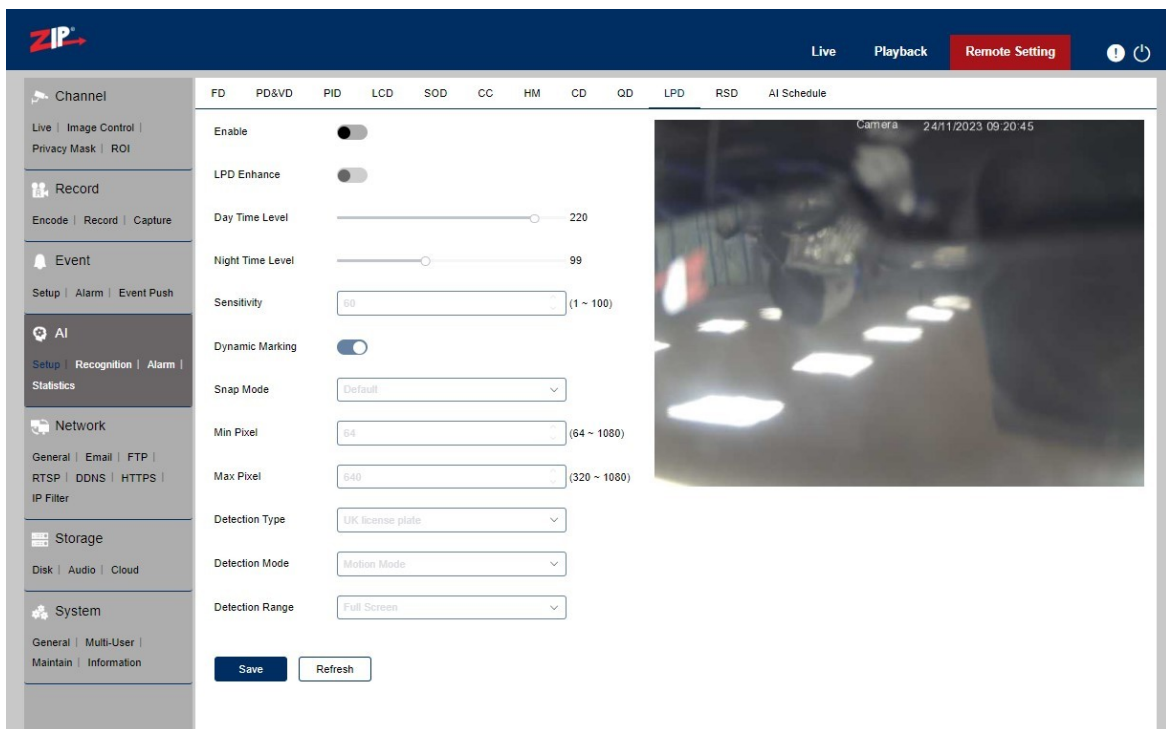 ZIP
Live Playback Remote Setting
Channel
Live | Image Control |
Privacy Mask | ROI
Record
Encode | Record | Capture
Event
Setup | Alarm | Event Push
AI
Setup | Recognition | Alarm |
Statistics
Network
General | Email | FTP |
RTSP | DDNS | HTTPS |
IP Filter
Storage
Disk | Audio | Cloud
System
General | Multi-User |
Maintain | Information
FD PD&VD PID LCD SOD CC HM CD QD LPD RSD AI Schedule
Enable
LPD Enhance
Day Time Level 220
Night Time Level 99
Sensitivity 60 (1 ~ 100)
Dynamic Marking
Snap Mode Default
Min Pixel 64 (64 ~ 1080)
Max Pixel 640 (320 ~ 1080)
Detection Type UK license plate
Detection Mode Motion Mode
Detection Range Full Screen
Save Refresh
Camera 24/11/2023 09:20:45